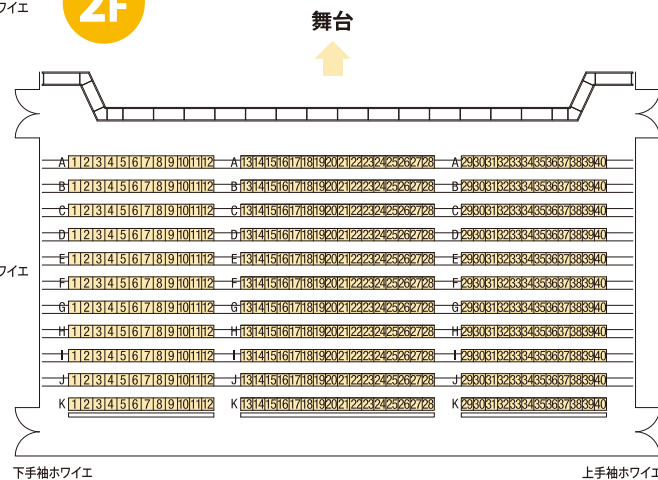 ワイエ
2F
舞台
A 1 2 3 4 5 6 7 8 9 10 11 12 A 13 14 15 16 17 18 19 20 21 22 23 24 25 26 27 28 A 29 30 31 32 33 34 35 36 37 38 39 40
B 1 2 3 4 5 6 7 8 9 10 11 12 B 13 14 15 16 17 18 19 20 21 22 23 24 25 26 27 28 B 29 30 31 32 33 34 35 36 37 38 39 40
C 1 2 3 4 5 6 7 8 9 10 11 12 C 13 14 15 16 17 18 19 20 21 22 23 24 25 26 27 28 C 29 30 31 32 33 34 35 36 37 38 39 40
D 1 2 3 4 5 6 7 8 9 10 11 12 D 13 14 15 16 17 18 19 20 21 22 23 24 25 26 27 28 D 29 30 31 32 33 34 35 36 37 38 39 40
E 1 2 3 4 5 6 7 8 9 10 11 12 E 13 14 15 16 17 18 19 20 21 22 23 24 25 26 27 28 E 29 30 31 32 33 34 35 36 37 38 39 40
ワイエ
F 1 2 3 4 5 6 7 8 9 10 11 12 F 13 14 15 16 17 18 19 20 21 22 23 24 25 26 27 28 F 29 30 31 32 33 34 35 36 37 38 39 40
G 1 2 3 4 5 6 7 8 9 10 11 12 G 13 14 15 16 17 18 19 20 21 22 23 24 25 26 27 28 G 29 30 31 32 33 34 35 36 37 38 39 40
H 1 2 3 4 5 6 7 8 9 10 11 12 H 13 14 15 16 17 18 19 20 21 22 23 24 25 26 27 28 H 29 30 31 32 33 34 35 36 37 38 39 40
I 1 2 3 4 5 6 7 8 9 10 11 12 I 13 14 15 16 17 18 19 20 21 22 23 24 25 26 27 28 I 29 30 31 32 33 34 35 36 37 38 39 40
J 1 2 3 4 5 6 7 8 9 10 11 12 J 13 14 15 16 17 18 19 20 21 22 23 24 25 26 27 28 J 29 30 31 32 33 34 35 36 37 38 39 40
K 1 2 3 4 5 6 7 8 9 10 11 12 K 13 14 15 16 17 18 19 20 21 22 23 24 25 26 27 28 K 29 30 31 32 33 34 35 36 37 38 39 40
下手袖ホワイエ 上手袖ホワイエ